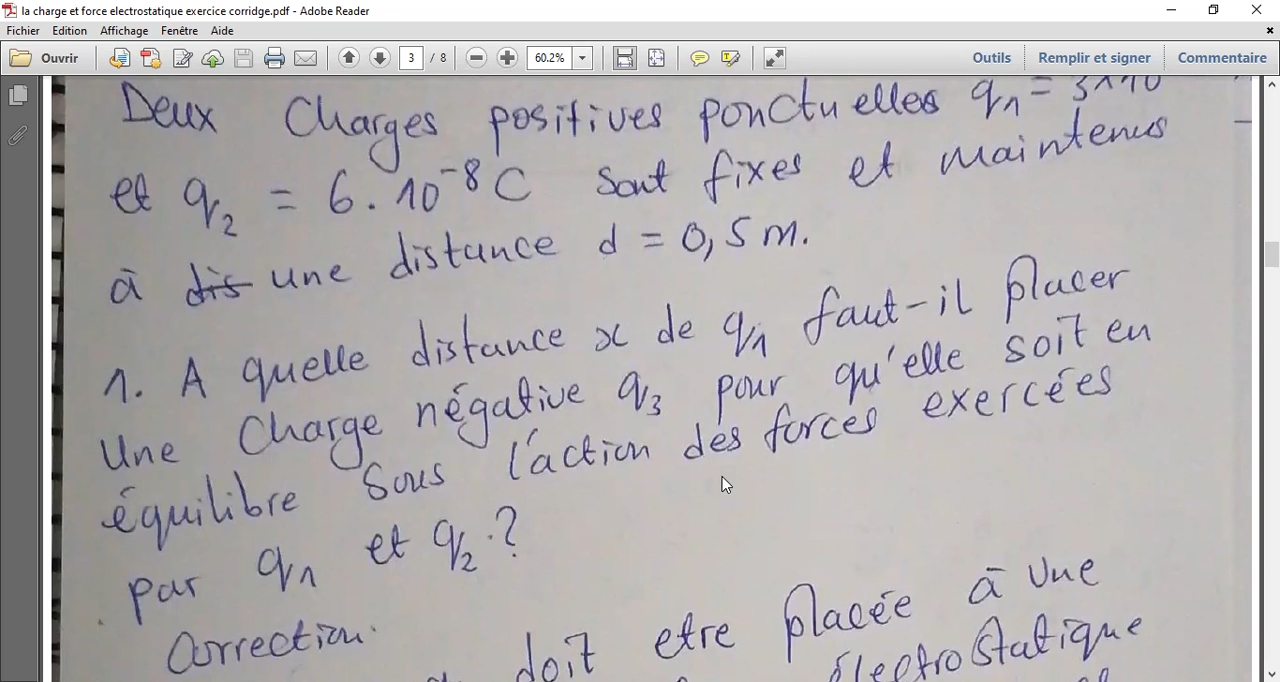 la charge et force electrostatique exercice corridge.pdf - Adobe Reader
Fichier Edition Affichage Fenêtre Aide
Ouvrir 3 / 8 60.2% Outils Remplir et signer Commentaire
Deux Charges positives ponctuelles q1 = 3×10
et q2 = 6.10⁻⁸ C sont fixes et maintenus
à dis une distance d = 0,5 m.
1. A quelle distance x de q1 faut-il placer
Une Charge négative q3 pour qu'elle soit en
équilibre Sous l'action des forces exercées
par q1 et q2.?
Correction.
doit etre placée à Une
électrostatique